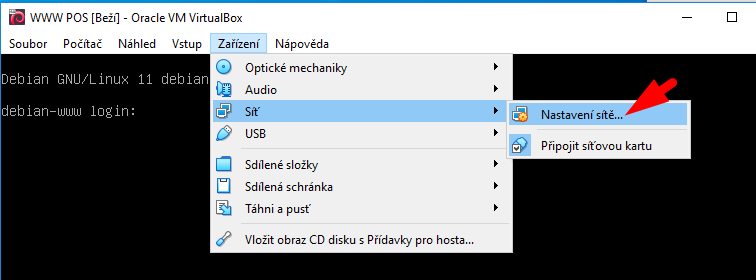 WWW POS [Beží] - Oracle VM VirtualBox
Soubor Počítač Náhled Vstup Zařízení Nápověda
Debian GNU/Linux 11 debian
debian-www login:
Optické mechaniky
Audio
Síť
USB
Sdílené složky
Sdílená schránka
Táhni a pusť
Vložit obraz CD disku s Přídavky pro hosta...
Nastavení sítě...
Připojit síťovou kartu